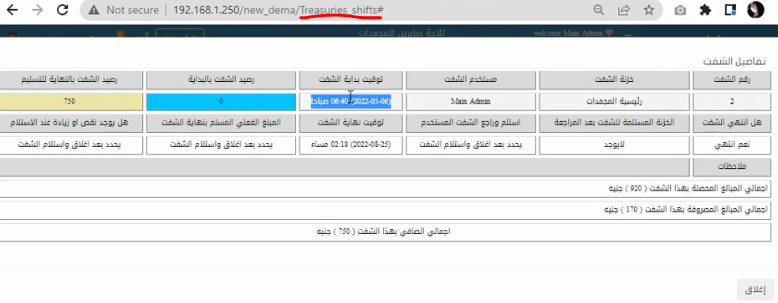 Not secure | 192.168.1.250/new_dema/Treasuries_shifts#
ثلاجة صابرين للمجمدات welcome Main Admin
تفاصيل الشفت
رقم الشفت خزنة الشفت مستخدم الشفت توقيت بداية الشفت رصيد الشفت بالبداية رصيد الشفت بالنهاية للتسليم
2 رئيسية المجمدات Main Admin (2022-05-06) 06:40 صباحا 0 750
هل انتهي الشفت الخزنة المستلمة للشفت بعد المراجعة استلم وراجع الشفت المستخدم توقيت نهاية الشفت المبلغ الفعلي المسلم بنهاية الشفت هل يوجد نقص او زيادة عند الاستلام
نعم انتهي لايوجد يحدد بعد اغلاق واستلام الشفت (2022-08-25) 02:18 مساء يحدد بعد اغلاق واستلام الشفت يحدد بعد اغلاق واستلام الشفت
ملاحظات
اجمالي المبالغ المحصلة بهذا الشفت ( 920 ) جنيه
اجمالي المبالغ المصروفة بهذا الشفت ( 170 ) جنيه
اجمالي الصافي بهذا الشفت ( 750 ) جنيه
إغلاق